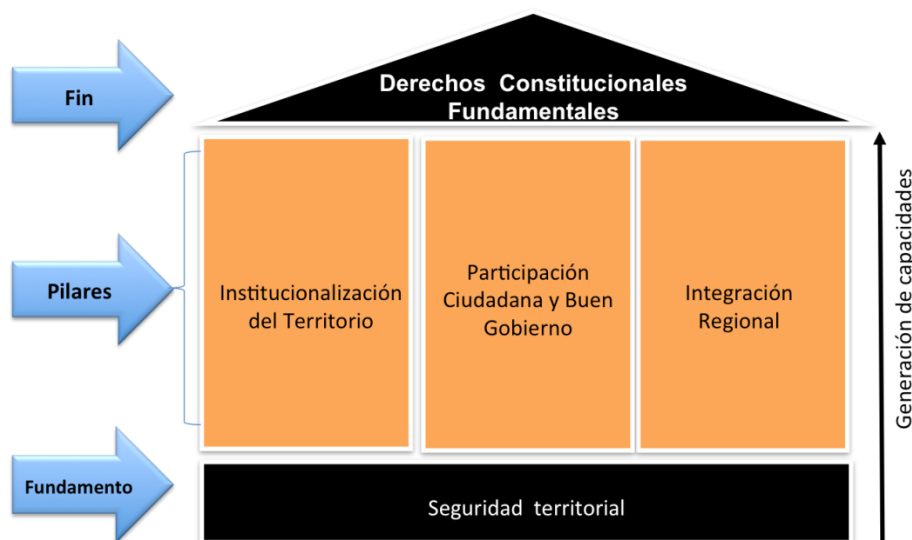 Fin
Derechos Constitucionales
Fundamentales
Pilares
Institucionalización
del Territorio
Participación
Ciudadana y Buen
Gobierno
Integración
Regional
Generación de capacidades
Fundamento
Seguridad territorial